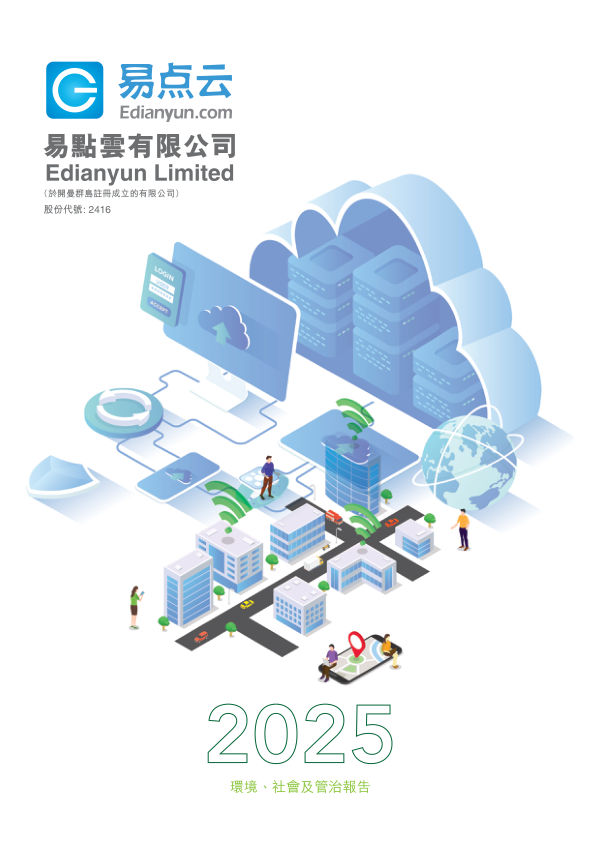 易点云
Edianyun.com
易點雲有限公司
Edianyun Limited
（於開曼群島註冊成立的有限公司）
股份代號: 2416
LOGIN
ACCEPT
2025
環境、社會及管治報告